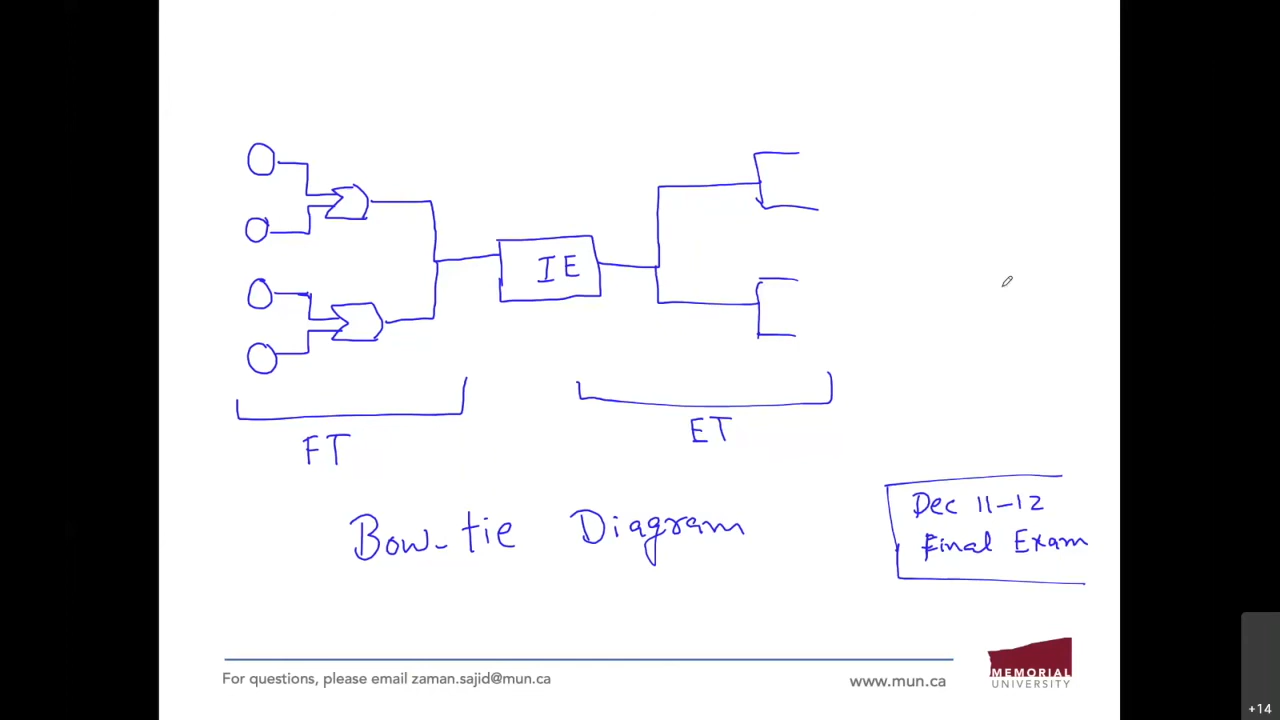 IE
FT
ET
Bow-tie Diagram
Dec 11-12
Final Exam
For questions, please email zaman.sajid@mun.ca
www.mun.ca
MEMORIAL
UNIVERSITY
+14